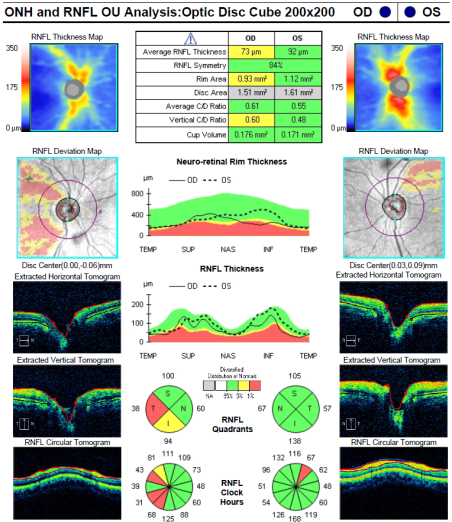 ONH and RNFL OU Analysis:Optic Disc Cube 200x200 OD OS
RNFL Thickness Map
350
175
0 µm
OD OS
Average RNFL Thickness 73 µm 92 µm
RNFL Symmetry 84%
Rim Area 0.93 mm² 1.12 mm²
Disc Area 1.51 mm² 1.61 mm²
Average C/D Ratio 0.61 0.55
Vertical C/D Ratio 0.60 0.48
Cup Volume 0.176 mm³ 0.171 mm³
RNFL Thickness Map
350
175
0 µm
RNFL Deviation Map
Neuro-retinal Rim Thickness
µm OD OS
800
400
0
TEMP SUP NAS INF TEMP
RNFL Deviation Map
Disc Center(0.00,-0.06)mm
Extracted Horizontal Tomogram
RNFL Thickness
µm OD OS
200
100
0
TEMP SUP NAS INF TEMP
Disc Center(0.03,0.09)mm
Extracted Horizontal Tomogram
Extracted Vertical Tomogram
Diversified
Distribution of Normals
NA 95% 5% 1%
Extracted Vertical Tomogram
100
S
38 T N 60
I
94
RNFL
Quadrants
105
S
67 N T 57
I
138
RNFL Circular Tomogram
81 111 109
43 73
39 48
31 60
68 125 88
RNFL
Clock
Hours
132 116 67
96 62
51 48
54 60
126 168 119
RNFL Circular Tomogram